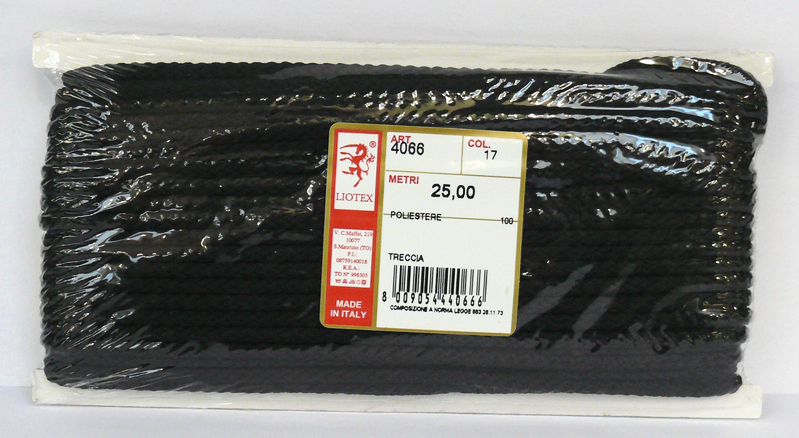 ®
LIOTEX
V. C.Maffei, 219
10077
S.Maurizio (TO)
P.I.:
08759140018
R.E.A.:
TO N° 998303
MADE
IN ITALY
ART.
4066
COL.
17
METRI
25,00
POLIESTERE 100
TRECCIA
8 009054 440666
COMPOSIZIONE A NORMA LEGGE 883 26.11.73